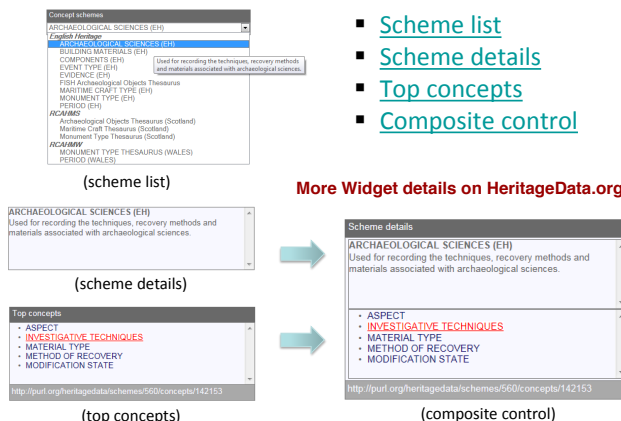 Concept schemes
ARCHAEOLOGICAL SCIENCES (EH)
English Heritage
ARCHAEOLOGICAL SCIENCES (EH)
BUILDING MATERIALS (EH)
COMPONENTS (EH)
EVENT TYPE (EH)
EVIDENCE (EH)
FISH Archaeological Objects Thesaurus
MARITIME CRAFT TYPE (EH)
MONUMENT TYPE (EH)
PERIOD (EH)
RCAHMS
Archaeological Objects Thesaurus (Scotland)
Maritime Craft Thesaurus (Scotland)
Monument Type Thesaurus (Scotland)
RCAHMW
MONUMENT TYPE THESAURUS (WALES)
PERIOD (WALES)
Used for recording the techniques, recovery methods
and materials associated with archaeological sciences.
(scheme list)
Scheme list
Scheme details
Top concepts
Composite control
More Widget details on HeritageData.org
ARCHAEOLOGICAL SCIENCES (EH)
Used for recording the techniques, recovery methods and
materials associated with archaeological sciences.
(scheme details)
Top concepts
ASPECT
INVESTIGATIVE TECHNIQUES
MATERIAL TYPE
METHOD OF RECOVERY
MODIFICATION STATE
http://purl.org/heritagedata/schemes/560/concepts/142153
(top concepts)
Scheme details
ARCHAEOLOGICAL SCIENCES (EH)
Used for recording the techniques, recovery methods and
materials associated with archaeological sciences.
ASPECT
INVESTIGATIVE TECHNIQUES
MATERIAL TYPE
METHOD OF RECOVERY
MODIFICATION STATE
http://purl.org/heritagedata/schemes/560/concepts/142153
(composite control)